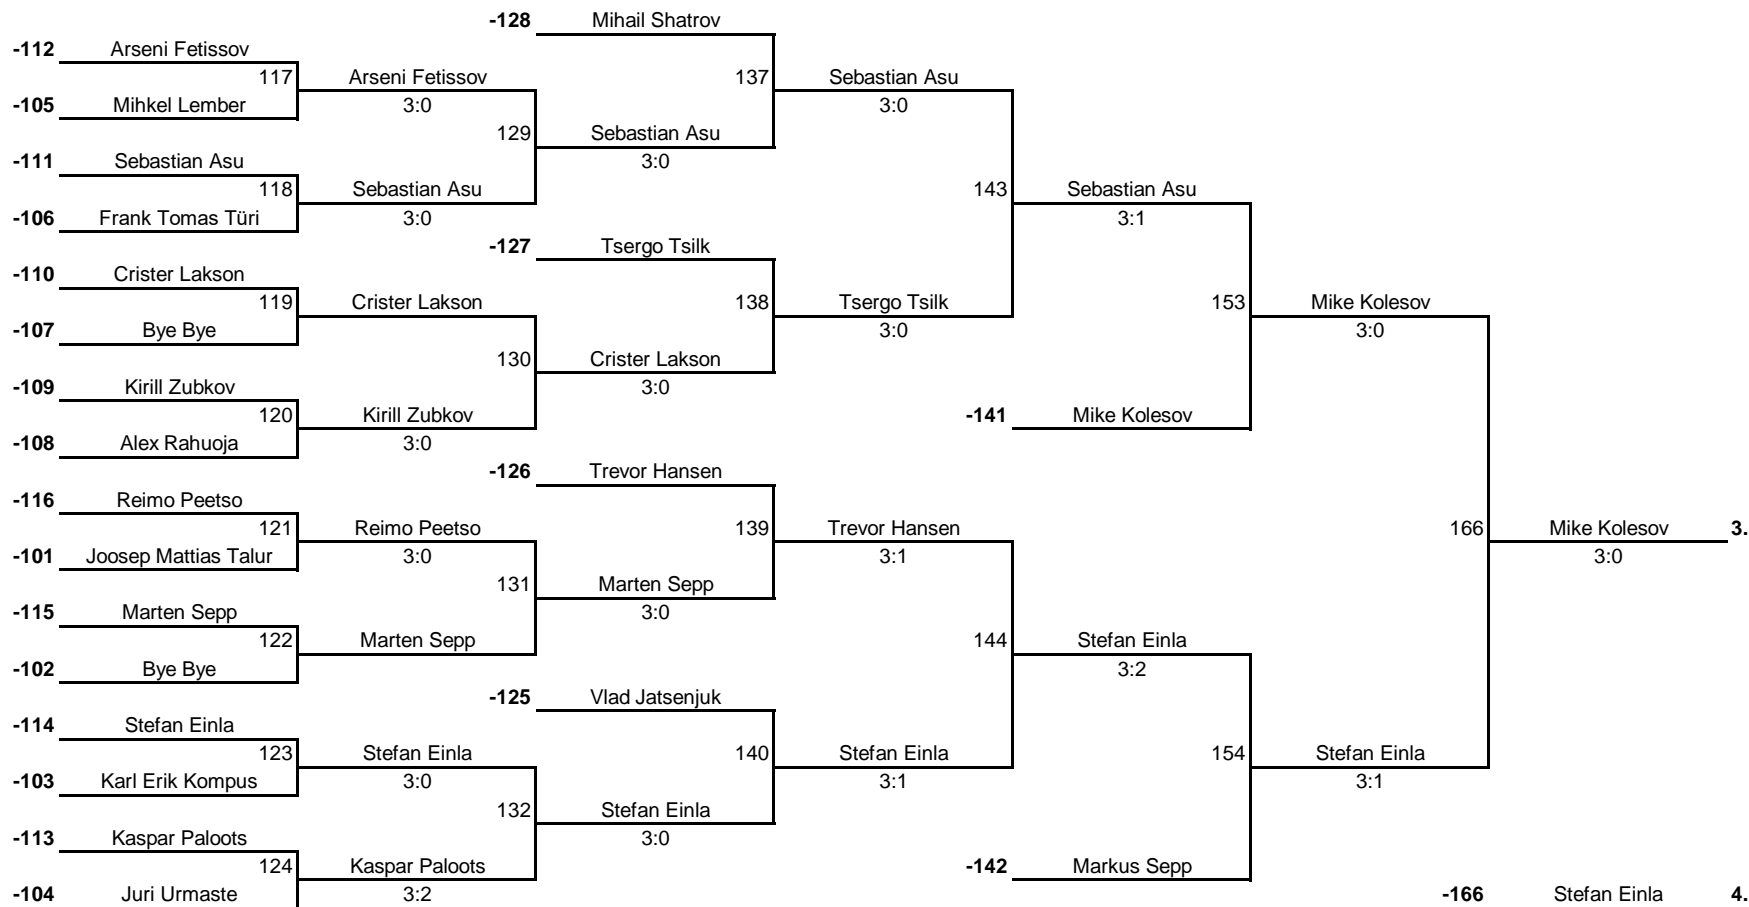 -128 Mihail Shatrov
-112 Arseni Fetissov
117 Arseni Fetissov 137 Sebastian Asu
-105 Mihkel Lember 3:0 3:0
129 Sebastian Asu
-111 Sebastian Asu 3:0
118 Sebastian Asu 143 Sebastian Asu
-106 Frank Tomas Türi 3:0 3:1
-127 Tsergo Tsilk
-110 Crister Lakson
119 Crister Lakson 138 Tsergo Tsilk 153 Mike Kolesov
-107 Bye Bye 3:0 3:0
130 Crister Lakson
-109 Kirill Zubkov 3:0
120 Kirill Zubkov -141 Mike Kolesov
-108 Alex Rahuoja 3:0
-126 Trevor Hansen
-116 Reimo Peetso
121 Reimo Peetso 139 Trevor Hansen 166 Mike Kolesov 3.
-101 Joosep Mattias Talur 3:0 3:1 3:0
131 Marten Sepp
-115 Marten Sepp 3:0
122 Marten Sepp 144 Stefan Einla
-102 Bye Bye 3:2
-125 Vlad Jatsenjuk
-114 Stefan Einla
123 Stefan Einla 140 Stefan Einla 154 Stefan Einla
-103 Karl Erik Kompus 3:0 3:1 3:1
132 Stefan Einla
-113 Kaspar Paloots 3:0
124 Kaspar Paloots -142 Markus Sepp
-104 Juri Urmaste 3:2 -166 Stefan Einla 4.